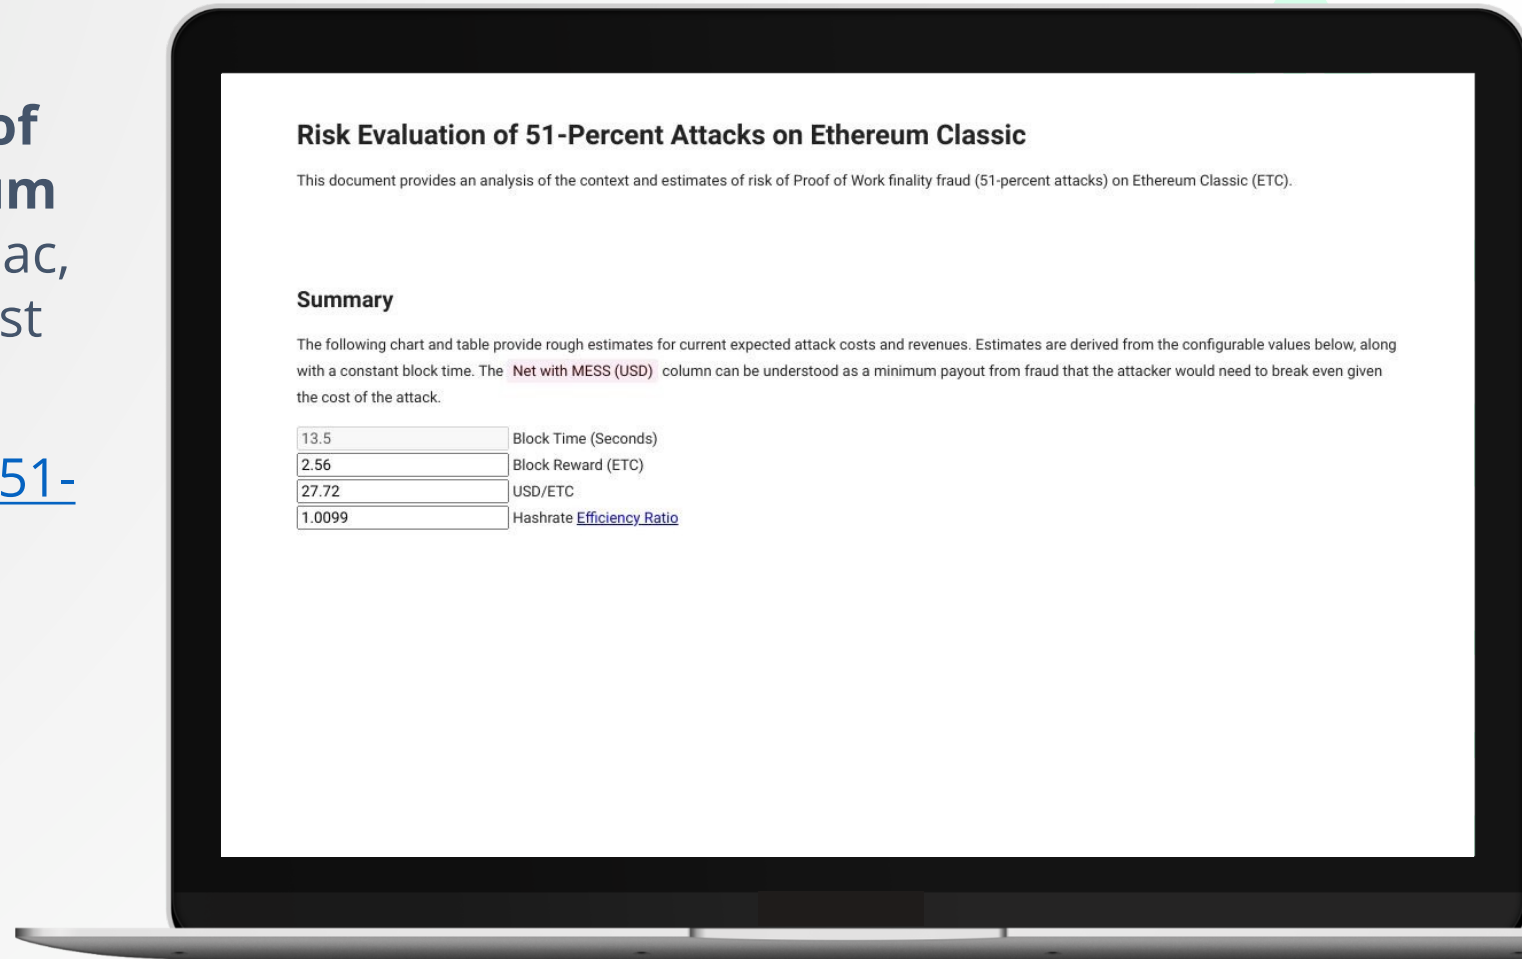 of
um
ac,
st
51-
Risk Evaluation of 51-Percent Attacks on Ethereum Classic
This document provides an analysis of the context and estimates of risk of Proof of Work finality fraud (51-percent attacks) on Ethereum Classic (ETC).
Summary
The following chart and table provide rough estimates for current expected attack costs and revenues. Estimates are derived from the configurable values below, along
with a constant block time. The Net with MESS (USD) column can be understood as a minimum payout from fraud that the attacker would need to break even given
the cost of the attack.
13.5 Block Time (Seconds)
2.56 Block Reward (ETC)
27.72 USD/ETC
1.0099 Hashrate Efficiency Ratio